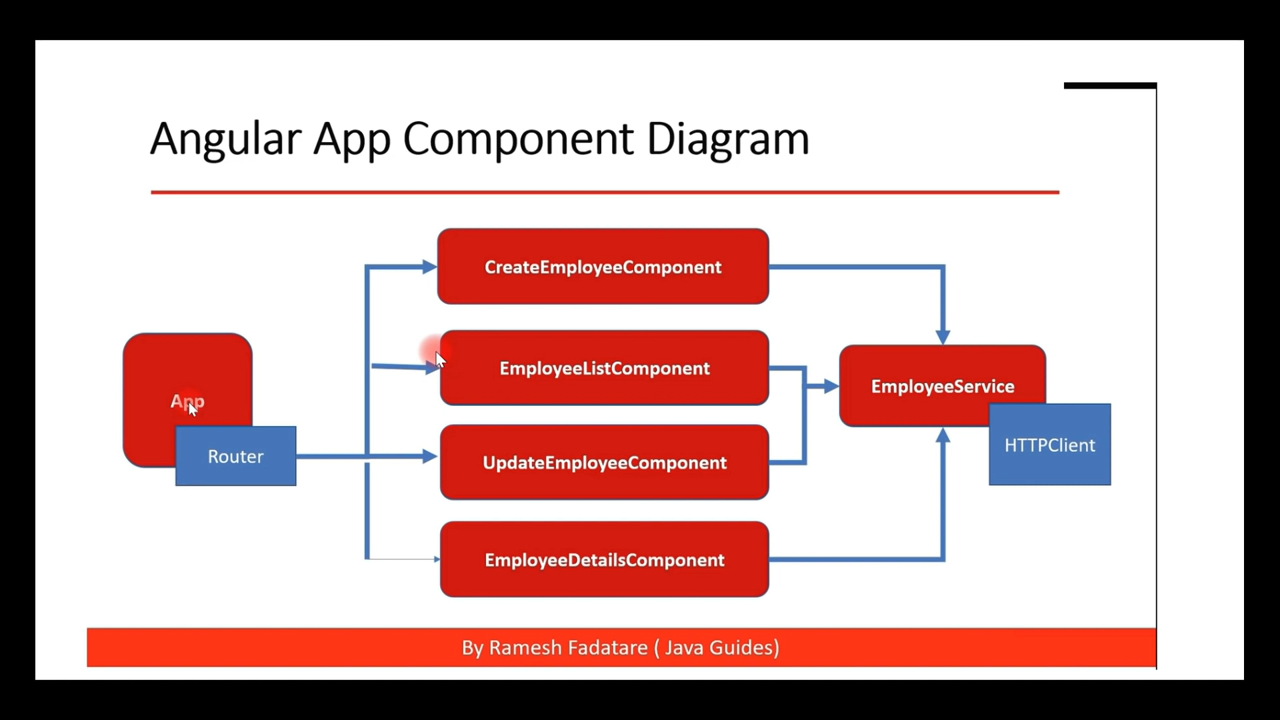 Angular App Component Diagram
CreateEmployeeComponent
EmployeeListComponent
App
EmployeeService
Router
UpdateEmployeeComponent
HTTPClient
EmployeeDetailsComponent
By Ramesh Fadatare ( Java Guides)